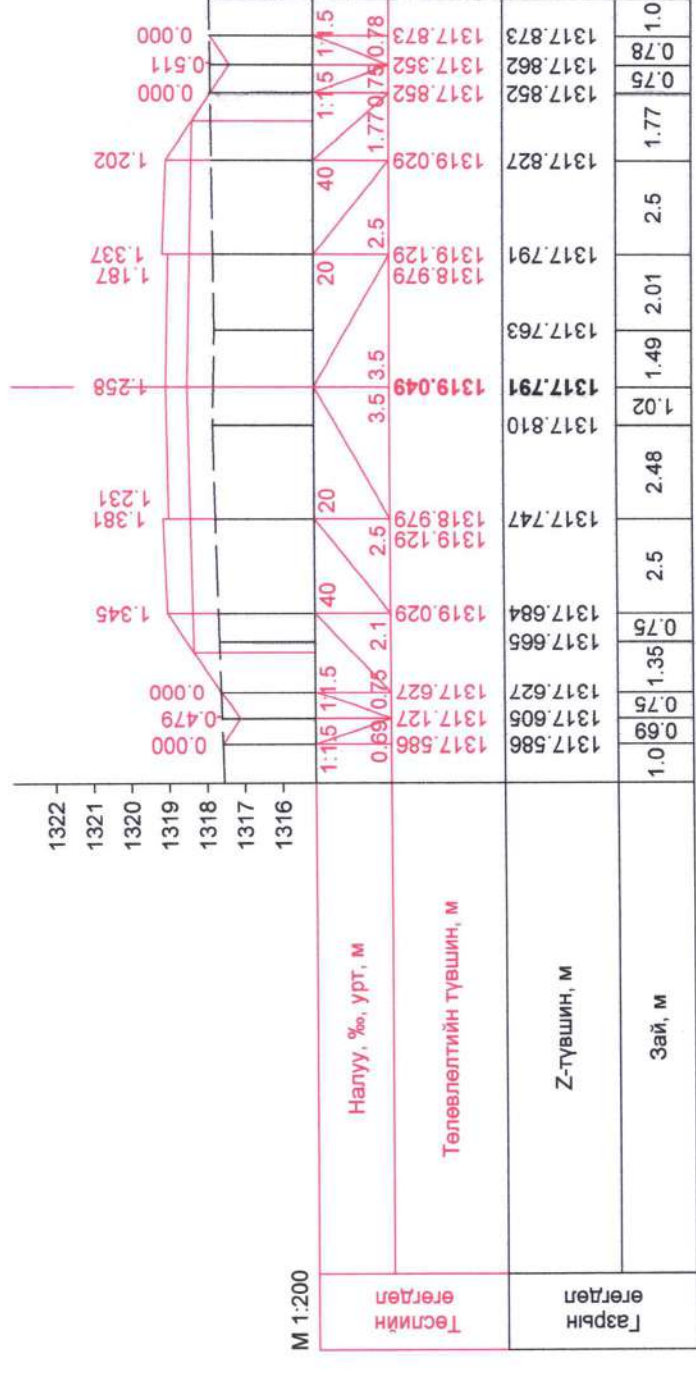 0.000
0.479
0.000
1.345
1.381
1.231
1.258
1.187
1.337
1.202
0.000
0.511
0.000
1322
1321
1320
1319
1318
1317
1316
М 1:200
Төслийн өгөгдөл
Налуу, ‰, урт, м
1:1.5 1:1.5 40 20 20 40 1:1.5 1:1.5
0.69 0.75 2.1 2.5 3.5 3.5 2.5 1.77 0.75 0.78
Төлөвлөлтийн түвшин, м
1317.586 1317.127 1317.627 1319.029 1319.129 1318.979 1319.049 1318.979 1319.129 1319.029 1317.852 1317.352 1317.873
Газрын өгөгдөл
Z-түвшин, м
1317.586 1317.605 1317.627 1317.665 1317.684 1317.747 1317.810 1317.791 1317.763 1317.791 1317.827 1317.852 1317.862 1317.873
Зай, м
1.0 0.69 0.75 1.35 0.75 2.5 2.48 1.02 1.49 2.01 2.5 1.77 0.75 0.78 1.0